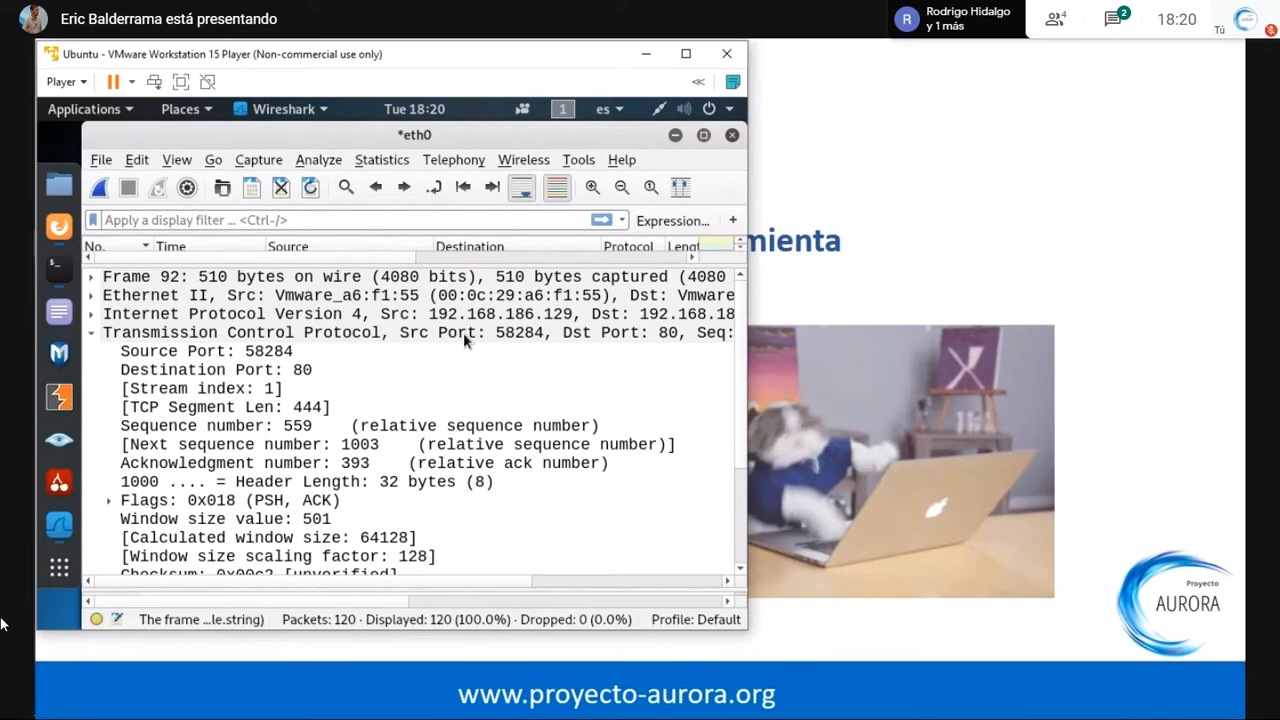 Eric Balderrama está presentando
R
Rodrigo Hidalgo
y 1 más
4
2
18:20
Tú
Ubuntu - VMware Workstation 15 Player (Non-commercial use only)
Player
Applications
Places
Wireshark
Tue 18:20
1
es
*eth0
File Edit View Go Capture Analyze Statistics Telephony Wireless Tools Help
Apply a display filter ... <Ctrl-/>
Expression...
+
No. Time Source Destination Protocol Lengt
Frame 92: 510 bytes on wire (4080 bits), 510 bytes captured (4080
Ethernet II, Src: Vmware_a6:f1:55 (00:0c:29:a6:f1:55), Dst: Vmware
Internet Protocol Version 4, Src: 192.168.186.129, Dst: 192.168.18
Transmission Control Protocol, Src Port: 58284, Dst Port: 80, Seq:
Source Port: 58284
Destination Port: 80
[Stream index: 1]
[TCP Segment Len: 444]
Sequence number: 559 (relative sequence number)
[Next sequence number: 1003 (relative sequence number)]
Acknowledgment number: 393 (relative ack number)
1000 .... = Header Length: 32 bytes (8)
Flags: 0x018 (PSH, ACK)
Window size value: 501
[Calculated window size: 64128]
[Window size scaling factor: 128]
Checksum: 0x00c2 [unverified]
The frame ...le.string)
Packets: 120 · Displayed: 120 (100.0%) · Dropped: 0 (0.0%)
Profile: Default
mienta
Proyecto
AURORA
www.proyecto-aurora.org